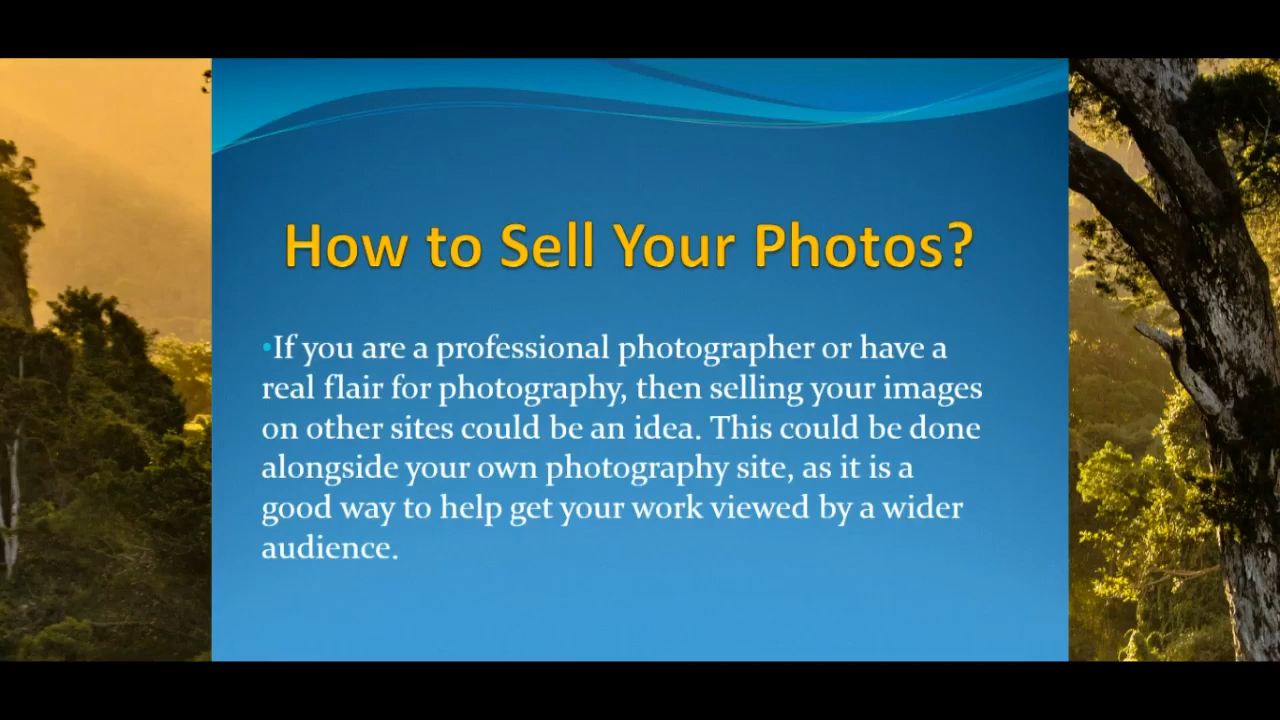 How to Sell Your Photos?
•If you are a professional photographer or have a
real flair for photography, then selling your images
on other sites could be an idea. This could be done
alongside your own photography site, as it is a
good way to help get your work viewed by a wider
audience.